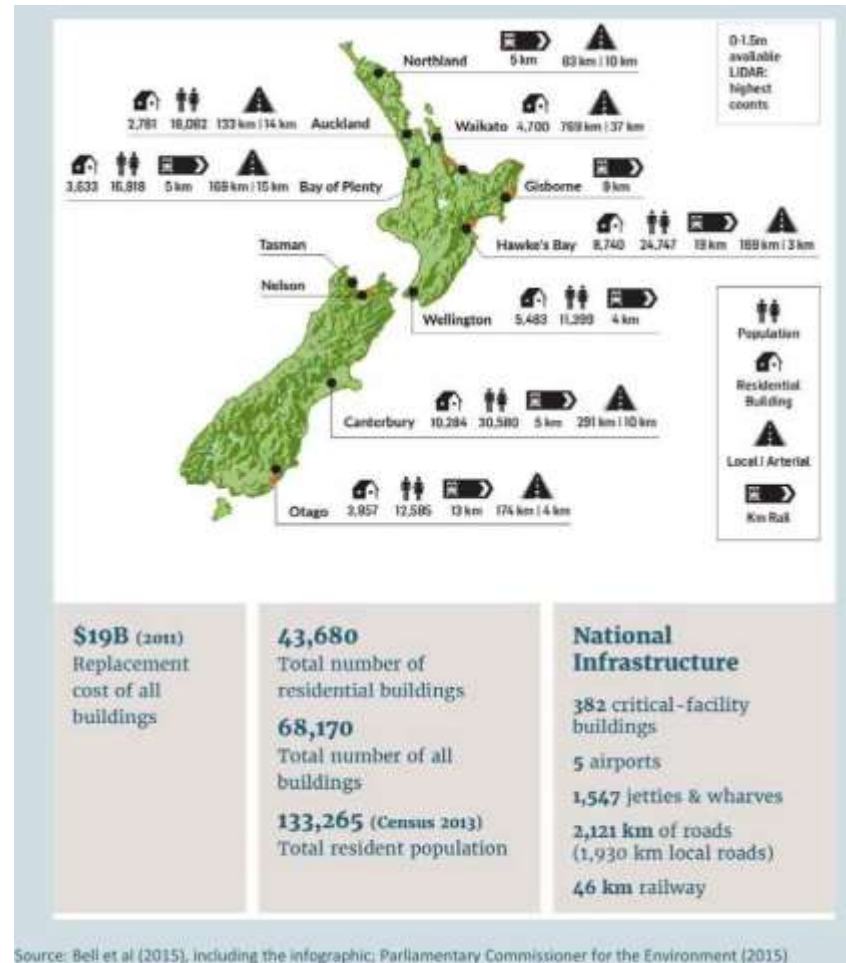 0-1.5m
available
LIDAR:
highest
counts
Northland
5 km 63 km | 10 km
2,781 18,082 133 km | 14 km Auckland
Waikato 4,700 769 km | 37 km
3,633 16,818 5 km 169 km | 15 km Bay of Plenty
Gisborne 9 km
Hawke's Bay 8,740 24,747 19 km 169 km | 3 km
Tasman
Nelson
Wellington 5,483 11,399 4 km
Canterbury 10,284 30,580 5 km 291 km | 10 km
Otago 3,957 12,585 13 km 174 km | 4 km
Population
Residential
Building
Local / Arterial
Km Rail
$19B (2011)
Replacement
cost of all
buildings
43,680
Total number of
residential buildings
68,170
Total number of all
buildings
133,265 (Census 2013)
Total resident population
National
Infrastructure
382 critical-facility
buildings
5 airports
1,547 jetties & wharves
2,121 km of roads
(1,930 km local roads)
46 km railway
Source: Bell et al (2015), including the infographic; Parliamentary Commissioner for the Environment (2015)